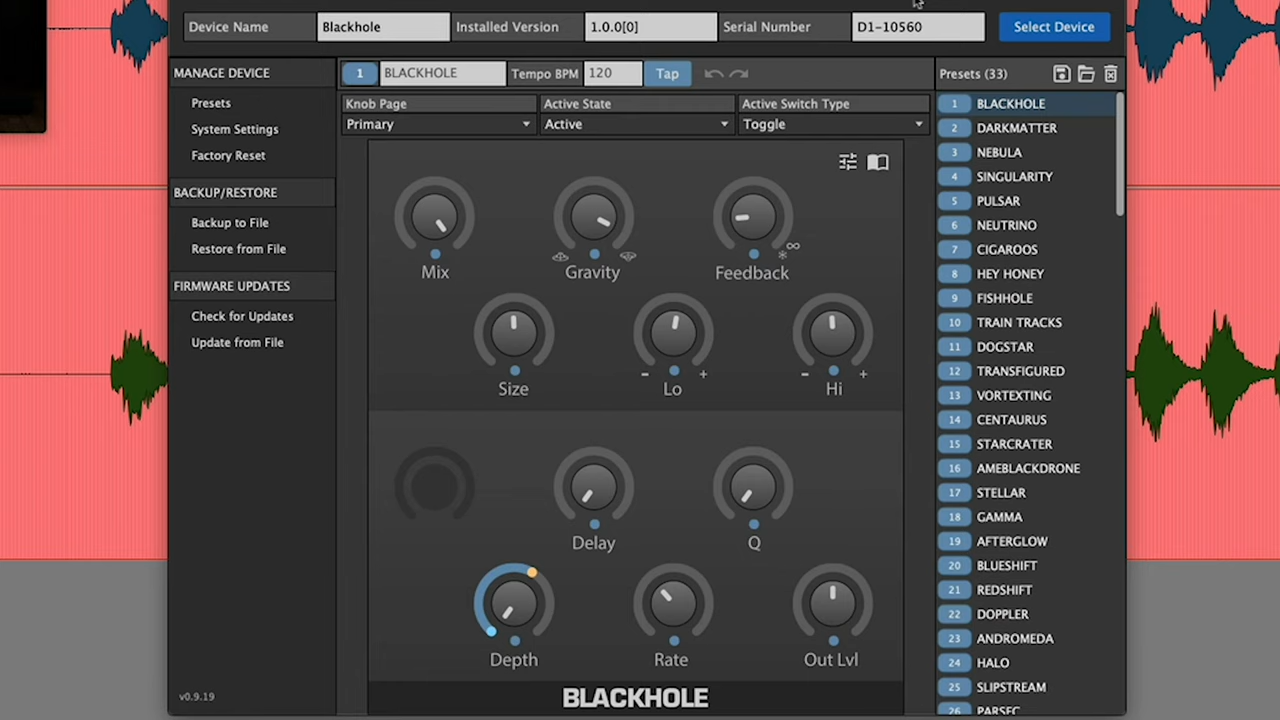 Device Name Blackhole Installed Version 1.0.0[0] Serial Number D1-10560 Select Device
MANAGE DEVICE
Presets
System Settings
Factory Reset
BACKUP/RESTORE
Backup to File
Restore from File
FIRMWARE UPDATES
Check for Updates
Update from File
v0.9.19
1 BLACKHOLE Tempo BPM 120 Tap
Knob Page Active State Active Switch Type
Primary Active Toggle
Mix Gravity Feedback
Size Lo Hi
Delay Q
Depth Rate Out Lvl
BLACKHOLE
Presets (33)
1 BLACKHOLE
2 DARKMATTER
3 NEBULA
4 SINGULARITY
5 PULSAR
6 NEUTRINO
7 CIGAROOS
8 HEY HONEY
9 FISHHOLE
10 TRAIN TRACKS
11 DOGSTAR
12 TRANSFIGURED
13 VORTEXTING
14 CENTAURUS
15 STARCRATER
16 AMEBLACKDRONE
17 STELLAR
18 GAMMA
19 AFTERGLOW
20 BLUESHIFT
21 REDSHIFT
22 DOPPLER
23 ANDROMEDA
24 HALO
25 SLIPSTREAM
26 PARSEC